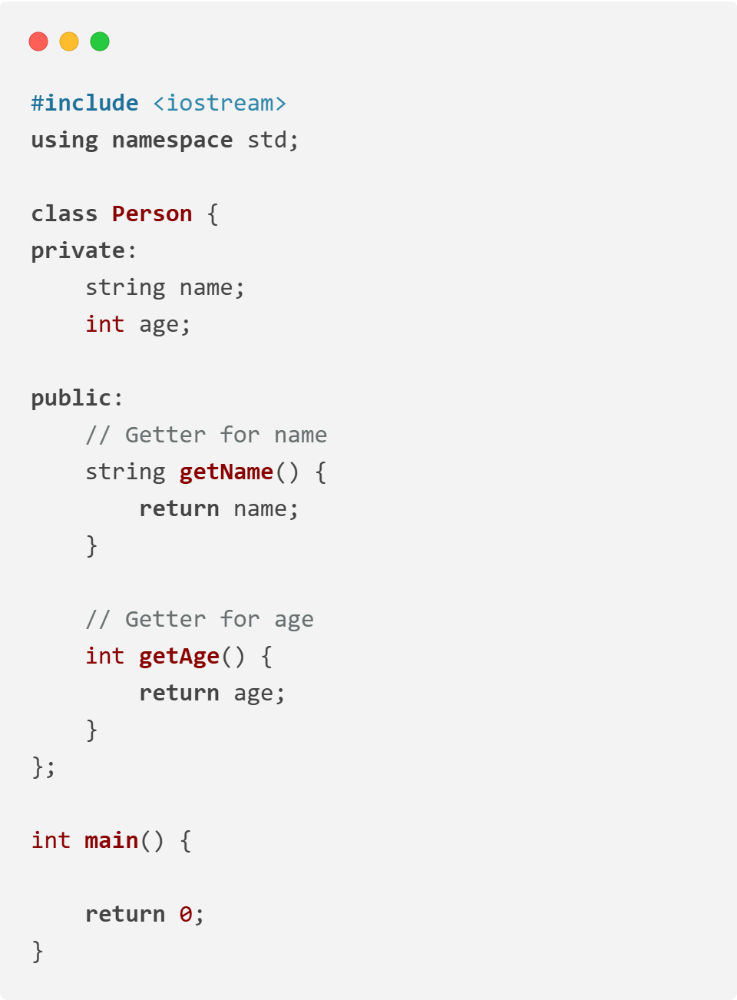 #include <iostream>
using namespace std;

class Person {
private:
    string name;
    int age;

public:
    // Getter for name
    string getName() {
        return name;
    }

    // Getter for age
    int getAge() {
        return age;
    }
};

int main() {

    return 0;
}